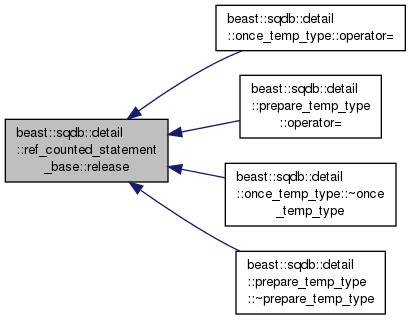 beast::sqdb::detail
::once_temp_type::operator=
beast::sqdb::detail
::prepare_temp_type
::operator=
beast::sqdb::detail
::ref_counted_statement
_base::release
beast::sqdb::detail
::once_temp_type::~once
_temp_type
beast::sqdb::detail
::prepare_temp_type
::~prepare_temp_type